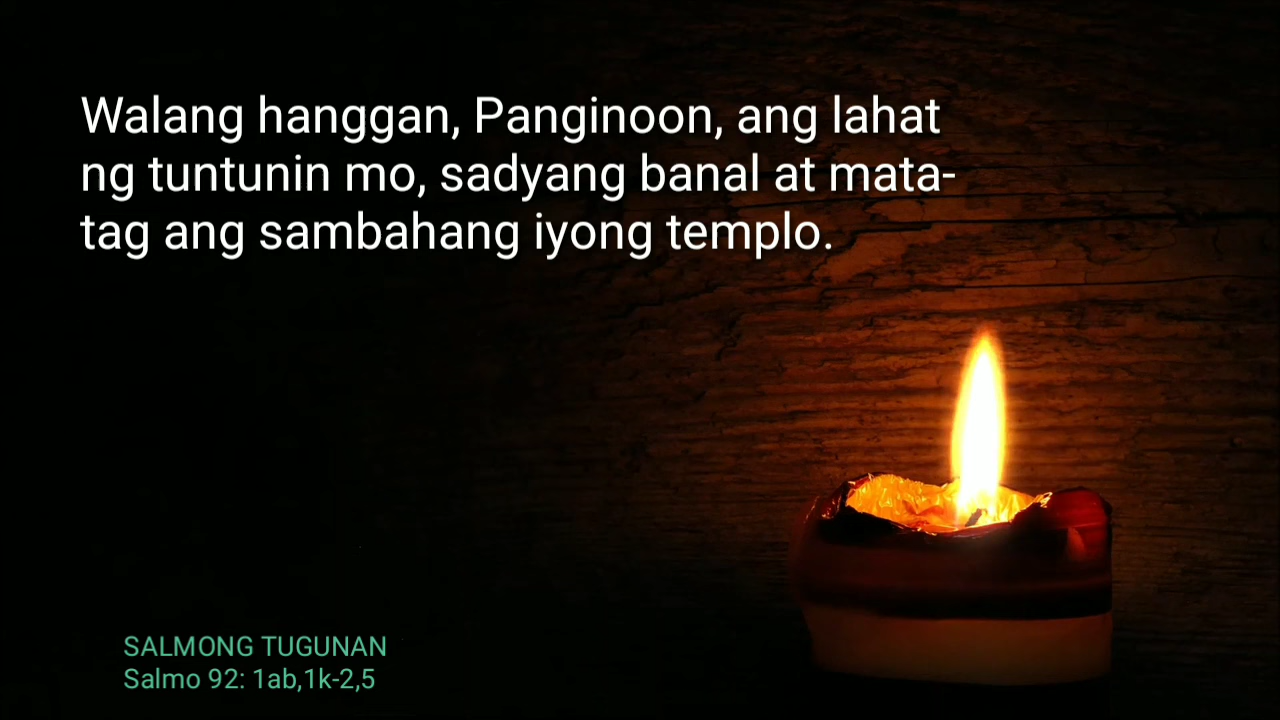 Walang hanggan, Panginoon, ang lahat
ng tuntunin mo, sadyang banal at mata-
tag ang sambahang iyong templo.
SALMONG TUGUNAN
Salmo 92: 1ab,1k-2,5